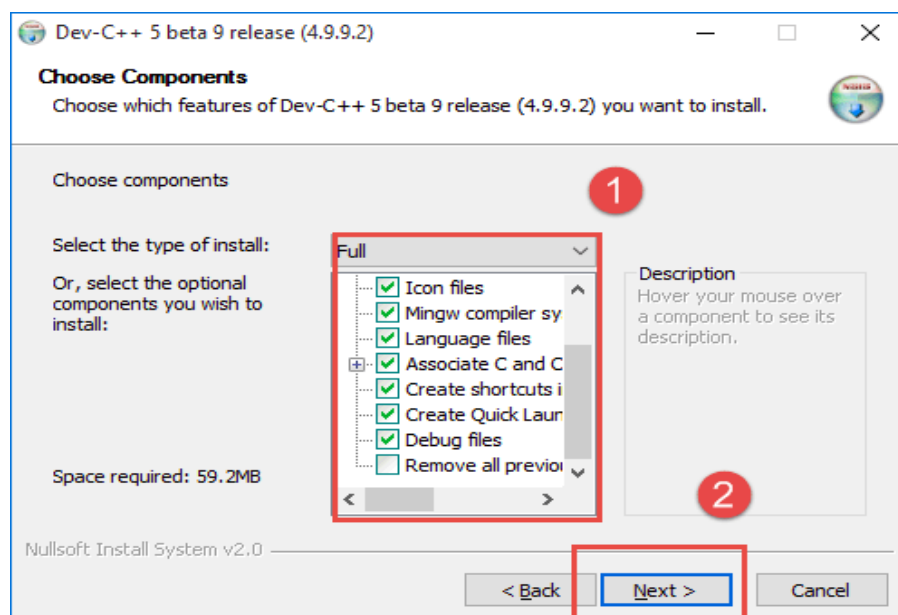 Dev-C++ 5 beta 9 release (4.9.9.2)
Choose Components
Choose which features of Dev-C++ 5 beta 9 release (4.9.9.2) you want to install.
Choose components
1
Select the type of install:
Full
Or, select the optional
components you wish to
install:
Icon files
Mingw compiler sy
Language files
Associate C and C
Create shortcuts i
Create Quick Laun
Debug files
Remove all previou
Description
Hover your mouse over
a component to see its
description.
Space required: 59.2MB
2
Nullsoft Install System v2.0
< Back
Next >
Cancel